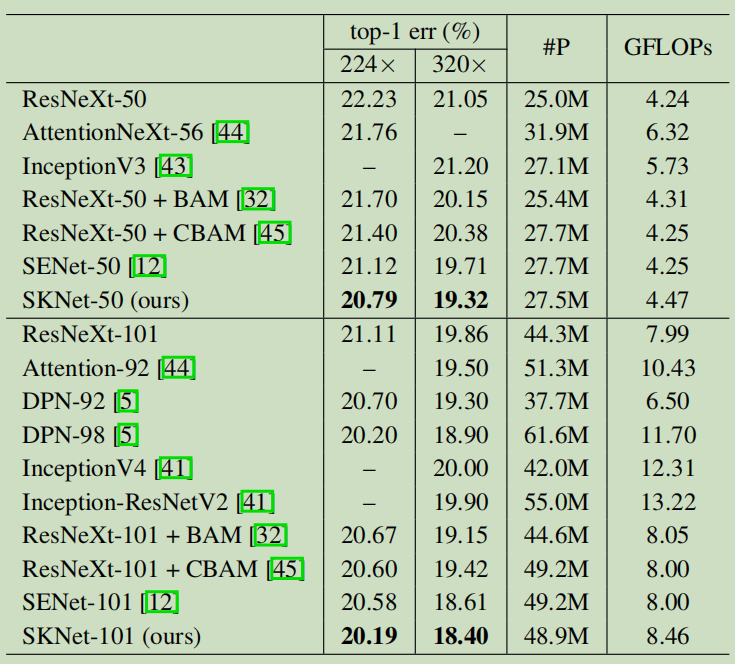 top-1 err (%) #P GFLOPs
224× 320×
ResNeXt-50 22.23 21.05 25.0M 4.24
AttentionNeXt-56 [44] 21.76 – 31.9M 6.32
InceptionV3 [43] – 21.20 27.1M 5.73
ResNeXt-50 + BAM [32] 21.70 20.15 25.4M 4.31
ResNeXt-50 + CBAM [45] 21.40 20.38 27.7M 4.25
SENet-50 [12] 21.12 19.71 27.7M 4.25
SKNet-50 (ours) 20.79 19.32 27.5M 4.47
ResNeXt-101 21.11 19.86 44.3M 7.99
Attention-92 [44] – 19.50 51.3M 10.43
DPN-92 [5] 20.70 19.30 37.7M 6.50
DPN-98 [5] 20.20 18.90 61.6M 11.70
InceptionV4 [41] – 20.00 42.0M 12.31
Inception-ResNetV2 [41] – 19.90 55.0M 13.22
ResNeXt-101 + BAM [32] 20.67 19.15 44.6M 8.05
ResNeXt-101 + CBAM [45] 20.60 19.42 49.2M 8.00
SENet-101 [12] 20.58 18.61 49.2M 8.00
SKNet-101 (ours) 20.19 18.40 48.9M 8.46